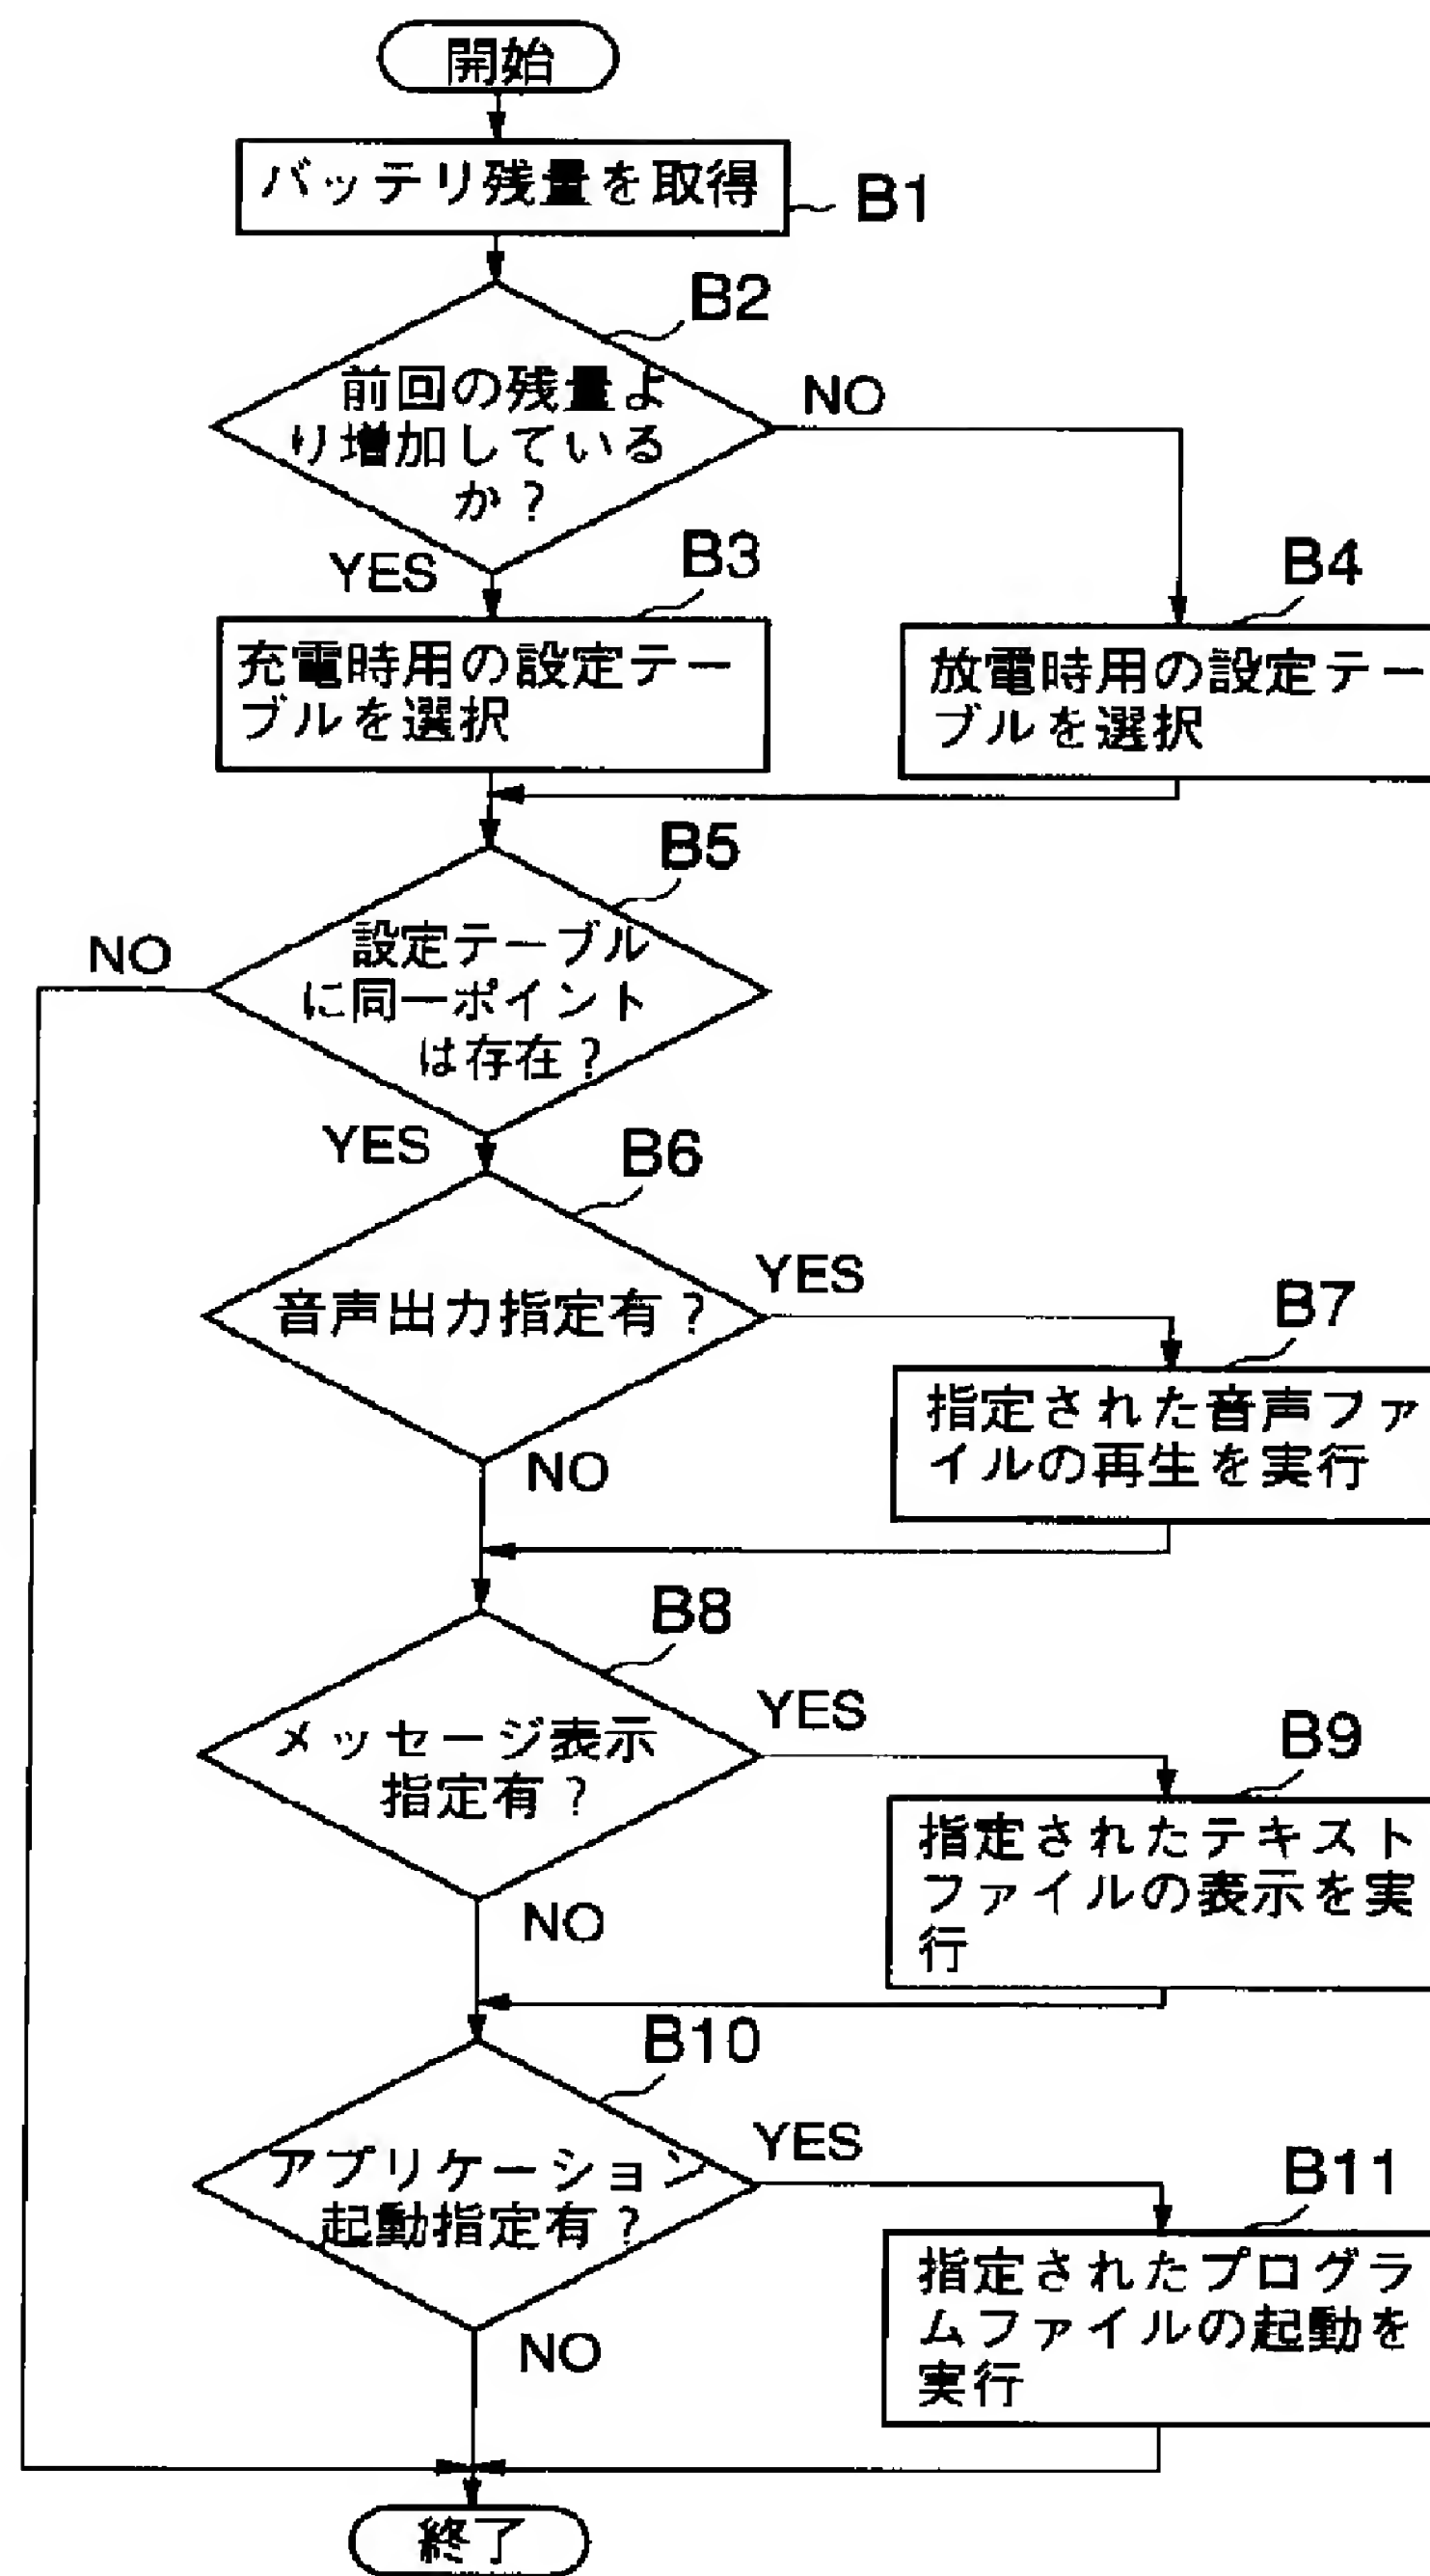 開始
バッテリ残量を取得
B1
B2
前回の残量よ
り増加している
か？
NO
YES
B3
充電時用の設定テー
ブルを選択
B4
放電時用の設定テー
ブルを選択
B5
設定テーブル
に同一ポイント
は存在？
NO
YES
B6
音声出力指定有？
YES
B7
指定された音声ファ
イルの再生を実行
NO
B8
メッセージ表示
指定有？
YES
B9
指定されたテキスト
ファイルの表示を実
行
NO
B10
アプリケーション
起動指定有？
YES
B11
指定されたプログラ
ムファイルの起動を
実行
NO
終了